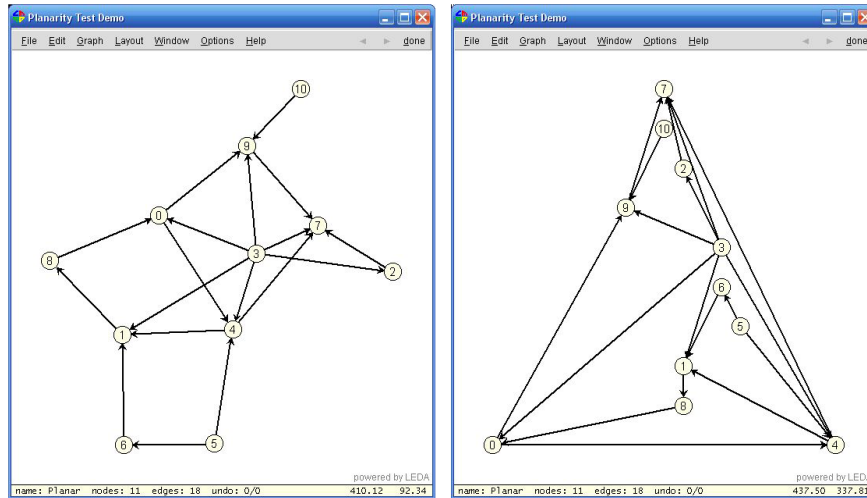 Planarity Test Demo
File Edit Graph Layout Window Options Help done
10
9
0
7
3
8
2
4
1
6
5
powered by LEDA
name: Planar nodes: 11 edges: 18 undo: 0/0 410.12 92.34
Planarity Test Demo
File Edit Graph Layout Window Options Help done
7
10
2
9
3
6
5
1
8
0
4
powered by LEDA
name: Planar nodes: 11 edges: 18 undo: 0/0 437.50 337.81